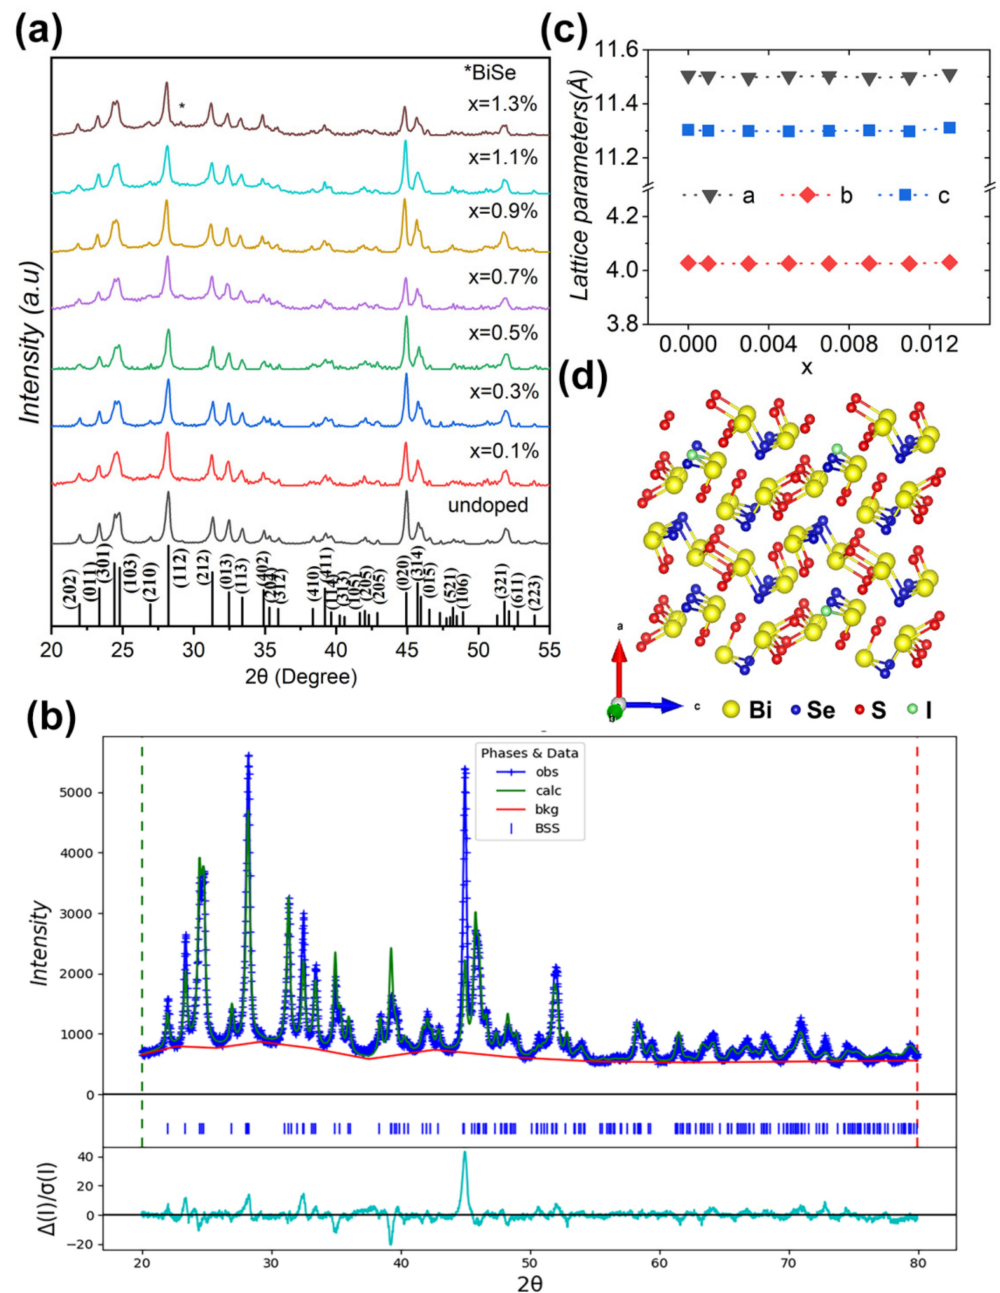 (a)
*BiSe
x=1.3%
*
x=1.1%
x=0.9%
x=0.7%
x=0.5%
x=0.3%
x=0.1%
undoped
Intensity (a.u)
(202)
(011)
(301)
(103)
(210)
(112)
(212)
(013)
(113)
(402)
(312)
(410)
(411)
(114)
(313)
(205)
(205)
(020)
(314)
(015)
(521)
(106)
(321)
(611)
(223)
20 25 30 35 40 45 50 55
2θ (Degree)
(c)
11.6
11.4
11.2
4.2
4.0
3.8
Lattice parameters(Å)
a b c
0.000 0.004 0.008 0.012
x
(d)
a
b
c
Bi Se S I
(b)
Phases & Data
obs
calc
bkg
BSS
5000
4000
3000
2000
1000
0
Intensity
40
20
0
−20
Δ(I)/σ(I)
20 30 40 50 60 70 80
2θ